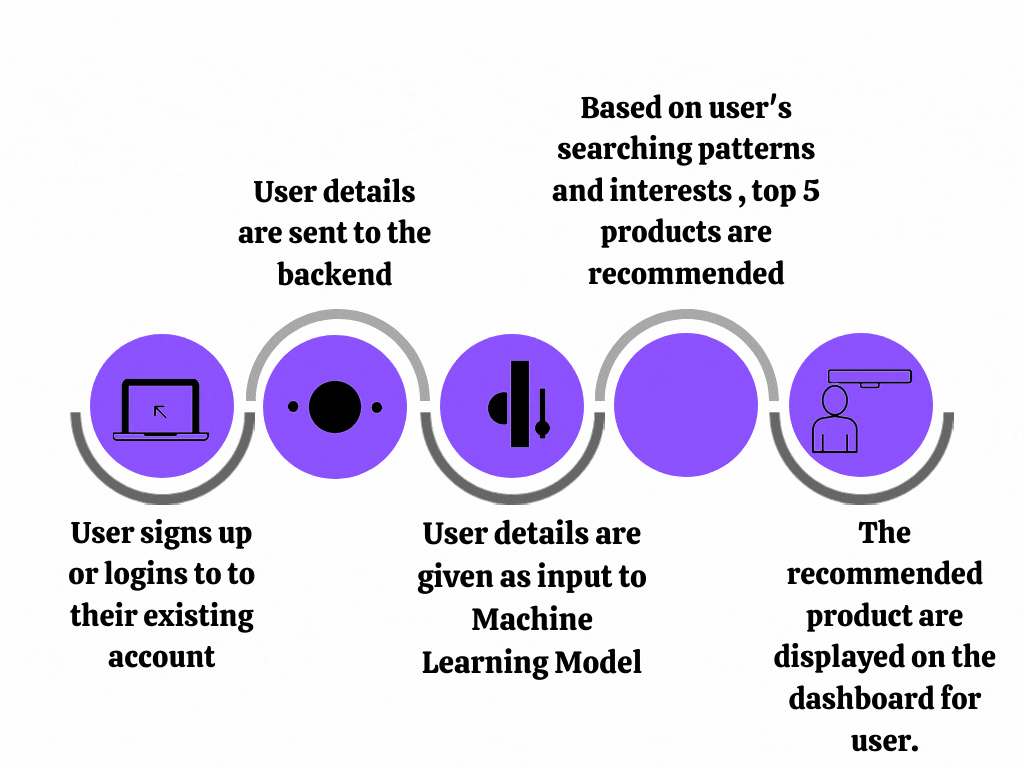 User signs up
or logins to to
their existing
account
User details
are sent to the
backend
User details are
given as input to
Machine
Learning Model
Based on user's
searching patterns
and interests , top 5
products are
recommended
The
recommended
product are
displayed on the
dashboard for
user.